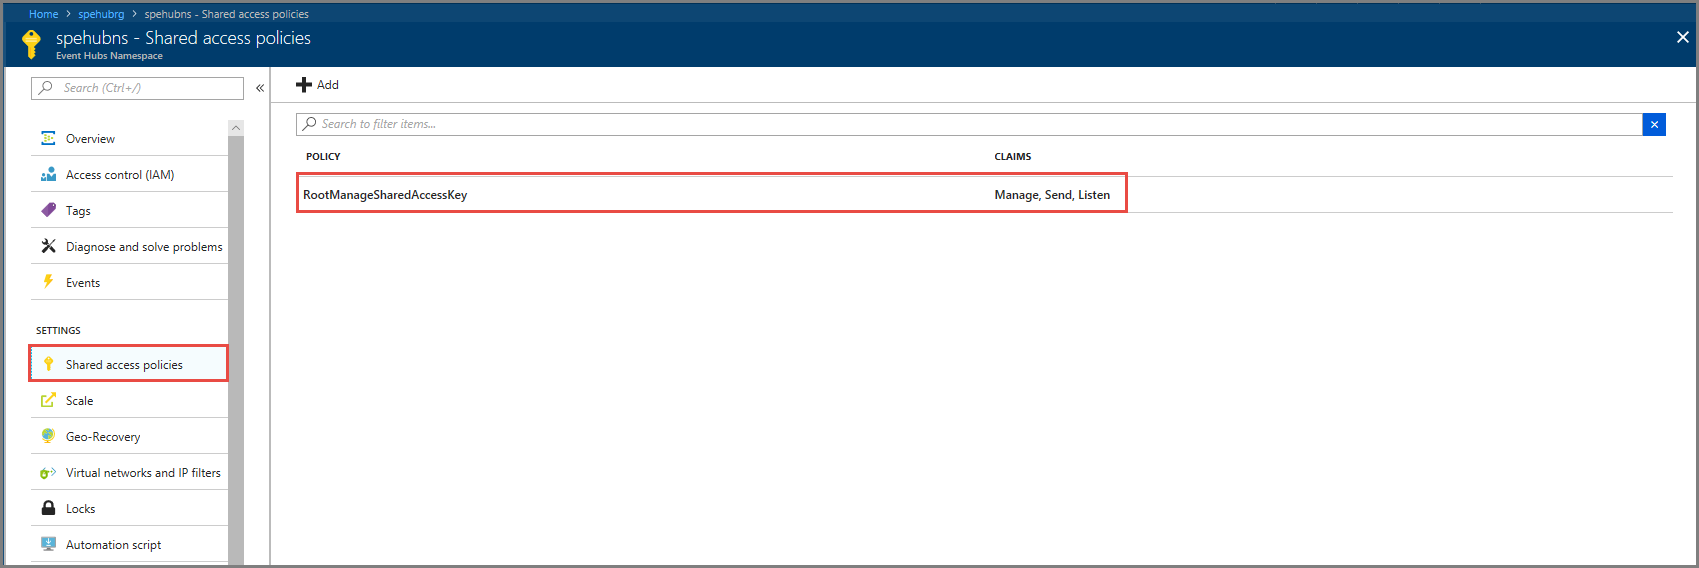 Home > spehubrg > spehubns - Shared access policies
spehubns - Shared access policies
Event Hubs Namespace
Search (Ctrl+/)
Overview
Access control (IAM)
Tags
Diagnose and solve problems
Events
SETTINGS
Shared access policies
Scale
Geo-Recovery
Virtual networks and IP filters
Locks
Automation script
Add
Search to filter items...
POLICY CLAIMS
RootManageSharedAccessKey Manage, Send, Listen